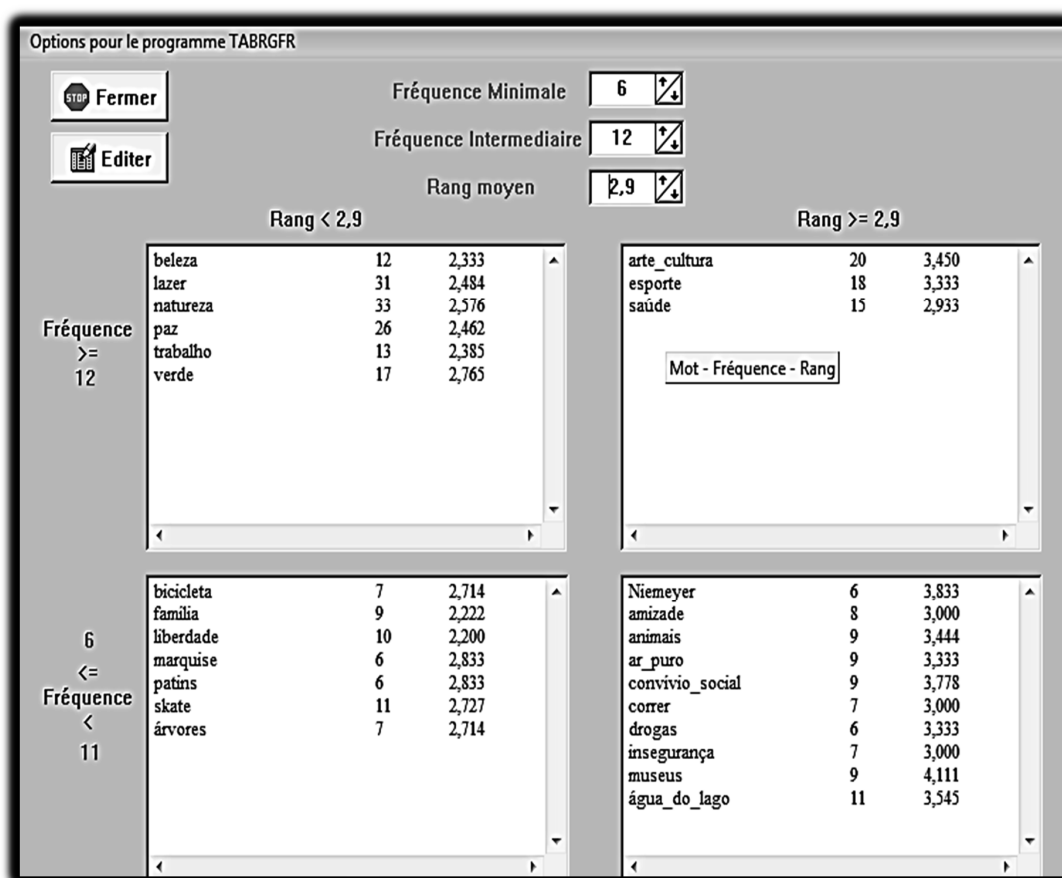 Options pour le programme TABRGFR
STOP Fermer
Editer
Fréquence Minimale 6
Fréquence Intermediaire 12
Rang moyen 2,9
Rang < 2,9
Rang >= 2,9
Fréquence
>=
12
beleza 12 2,333
lazer 31 2,484
natureza 33 2,576
paz 26 2,462
trabalho 13 2,385
verde 17 2,765
arte_cultura 20 3,450
esporte 18 3,333
saúde 15 2,933
Mot - Fréquence - Rang
6
<=
Fréquence
<
11
bicicleta 7 2,714
família 9 2,222
liberdade 10 2,200
marquise 6 2,833
patins 6 2,833
skate 11 2,727
árvores 7 2,714
Niemeyer 6 3,833
amizade 8 3,000
animais 9 3,444
ar_puro 9 3,333
convívio_social 9 3,778
correr 7 3,000
drogas 6 3,333
insegurança 7 3,000
museus 9 4,111
água_do_lago 11 3,545